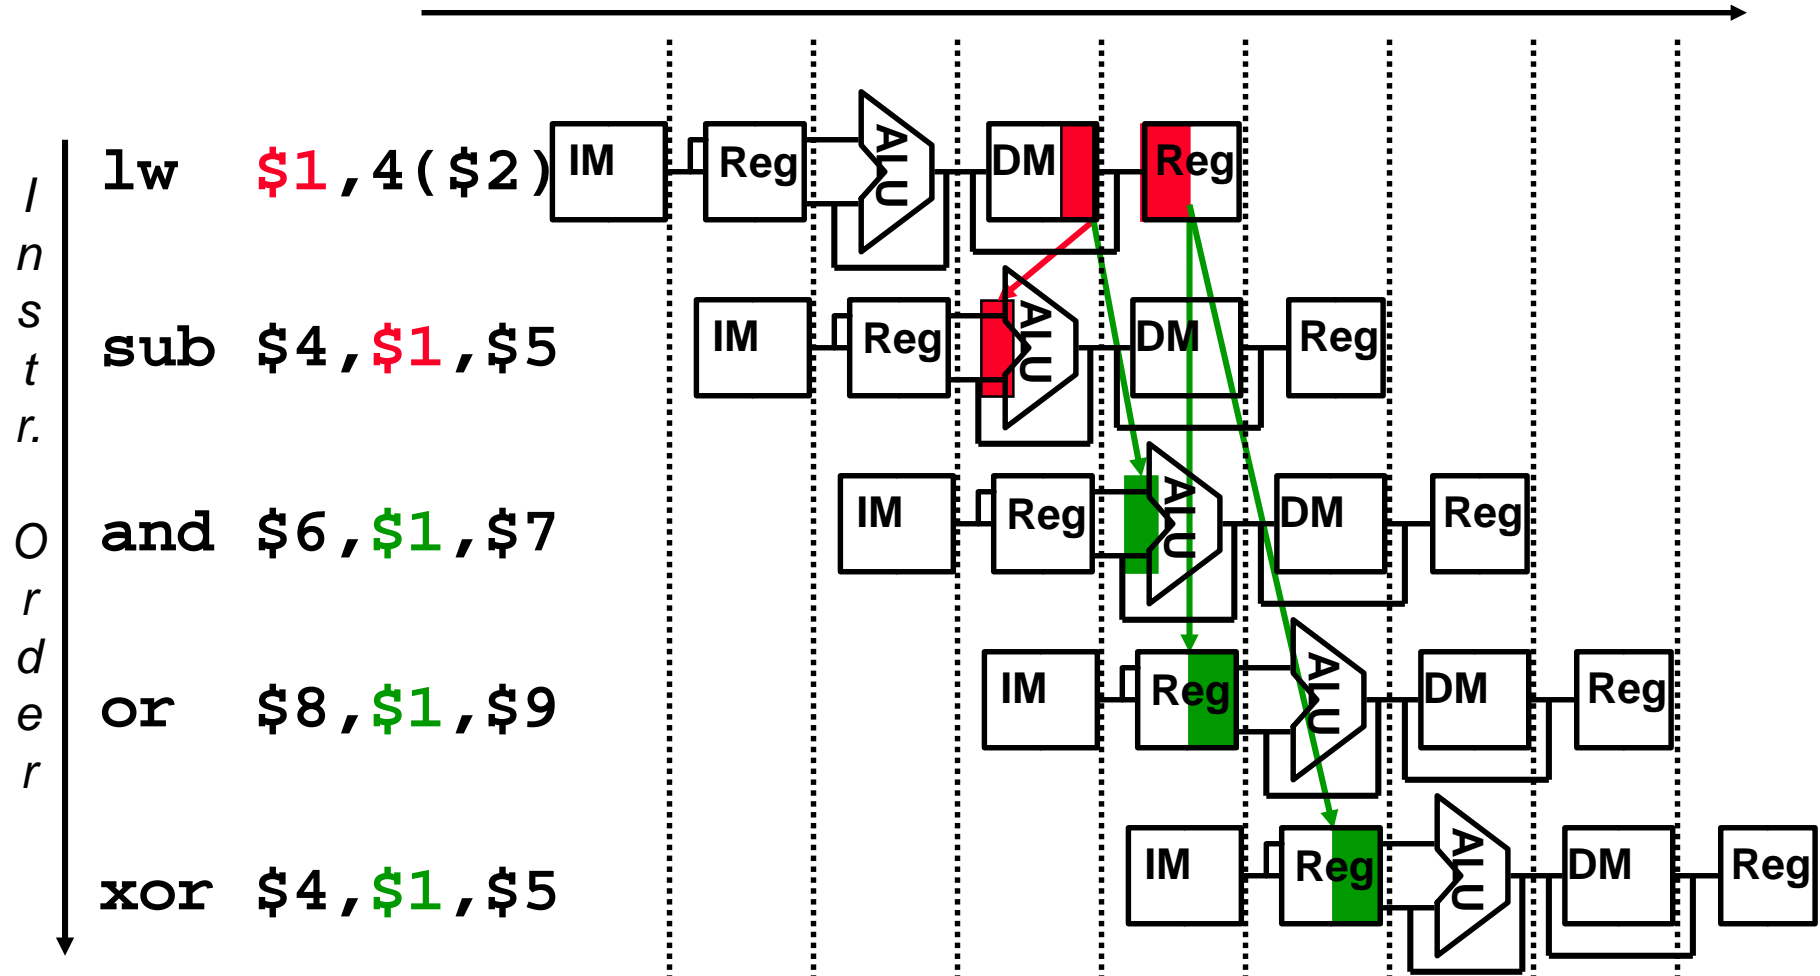 Instr. Order
lw $1,4($2) IM Reg ALU DM Reg
sub $4,$1,$5 IM Reg ALU DM Reg
and $6,$1,$7 IM Reg ALU DM Reg
or $8,$1,$9 IM Reg ALU DM Reg
xor $4,$1,$5 IM Reg ALU DM Reg